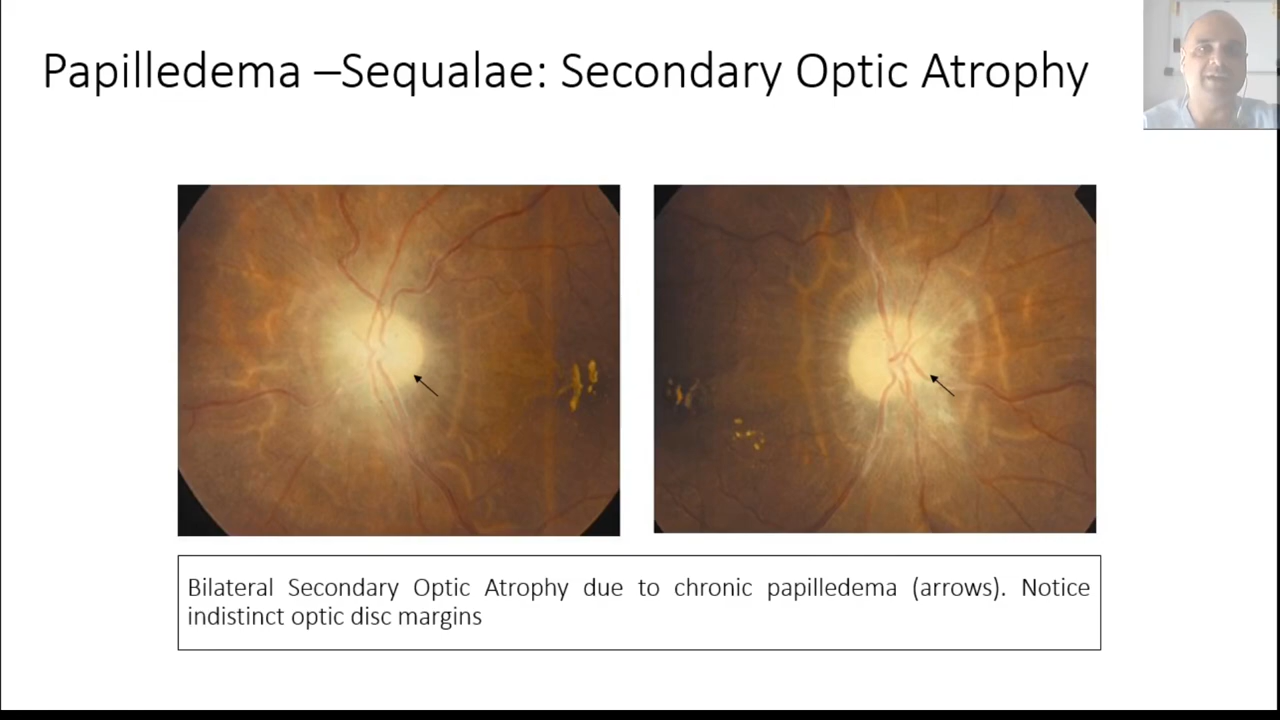 Papilledema –Sequalae: Secondary Optic Atrophy
Bilateral Secondary Optic Atrophy due to chronic papilledema (arrows). Notice
indistinct optic disc margins